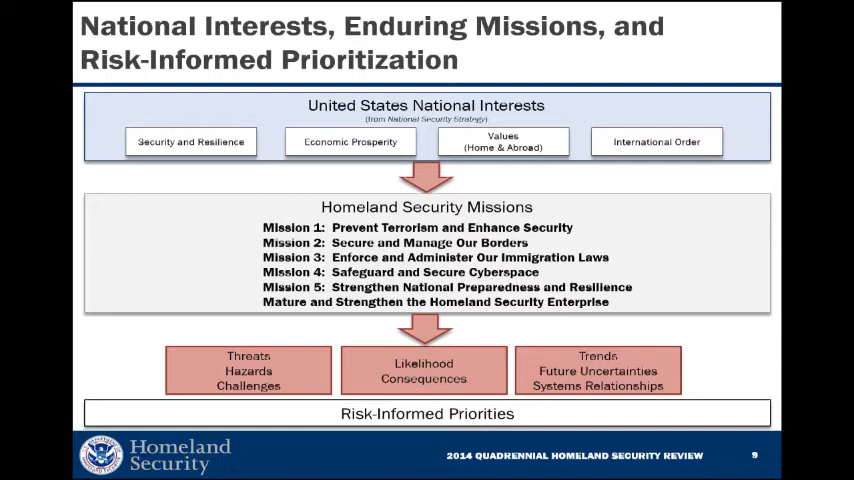 National Interests, Enduring Missions, and
Risk-Informed Prioritization
United States National Interests
(from National Security Strategy)
Security and Resilience
Economic Prosperity
Values
(Home & Abroad)
International Order
Homeland Security Missions
Mission 1: Prevent Terrorism and Enhance Security
Mission 2: Secure and Manage Our Borders
Mission 3: Enforce and Administer Our Immigration Laws
Mission 4: Safeguard and Secure Cyberspace
Mission 5: Strengthen National Preparedness and Resilience
Mature and Strengthen the Homeland Security Enterprise
Threats
Hazards
Challenges
Likelihood
Consequences
Trends
Future Uncertainties
Systems Relationships
Risk-Informed Priorities
Homeland
Security
2014 QUADRENNIAL HOMELAND SECURITY REVIEW
9